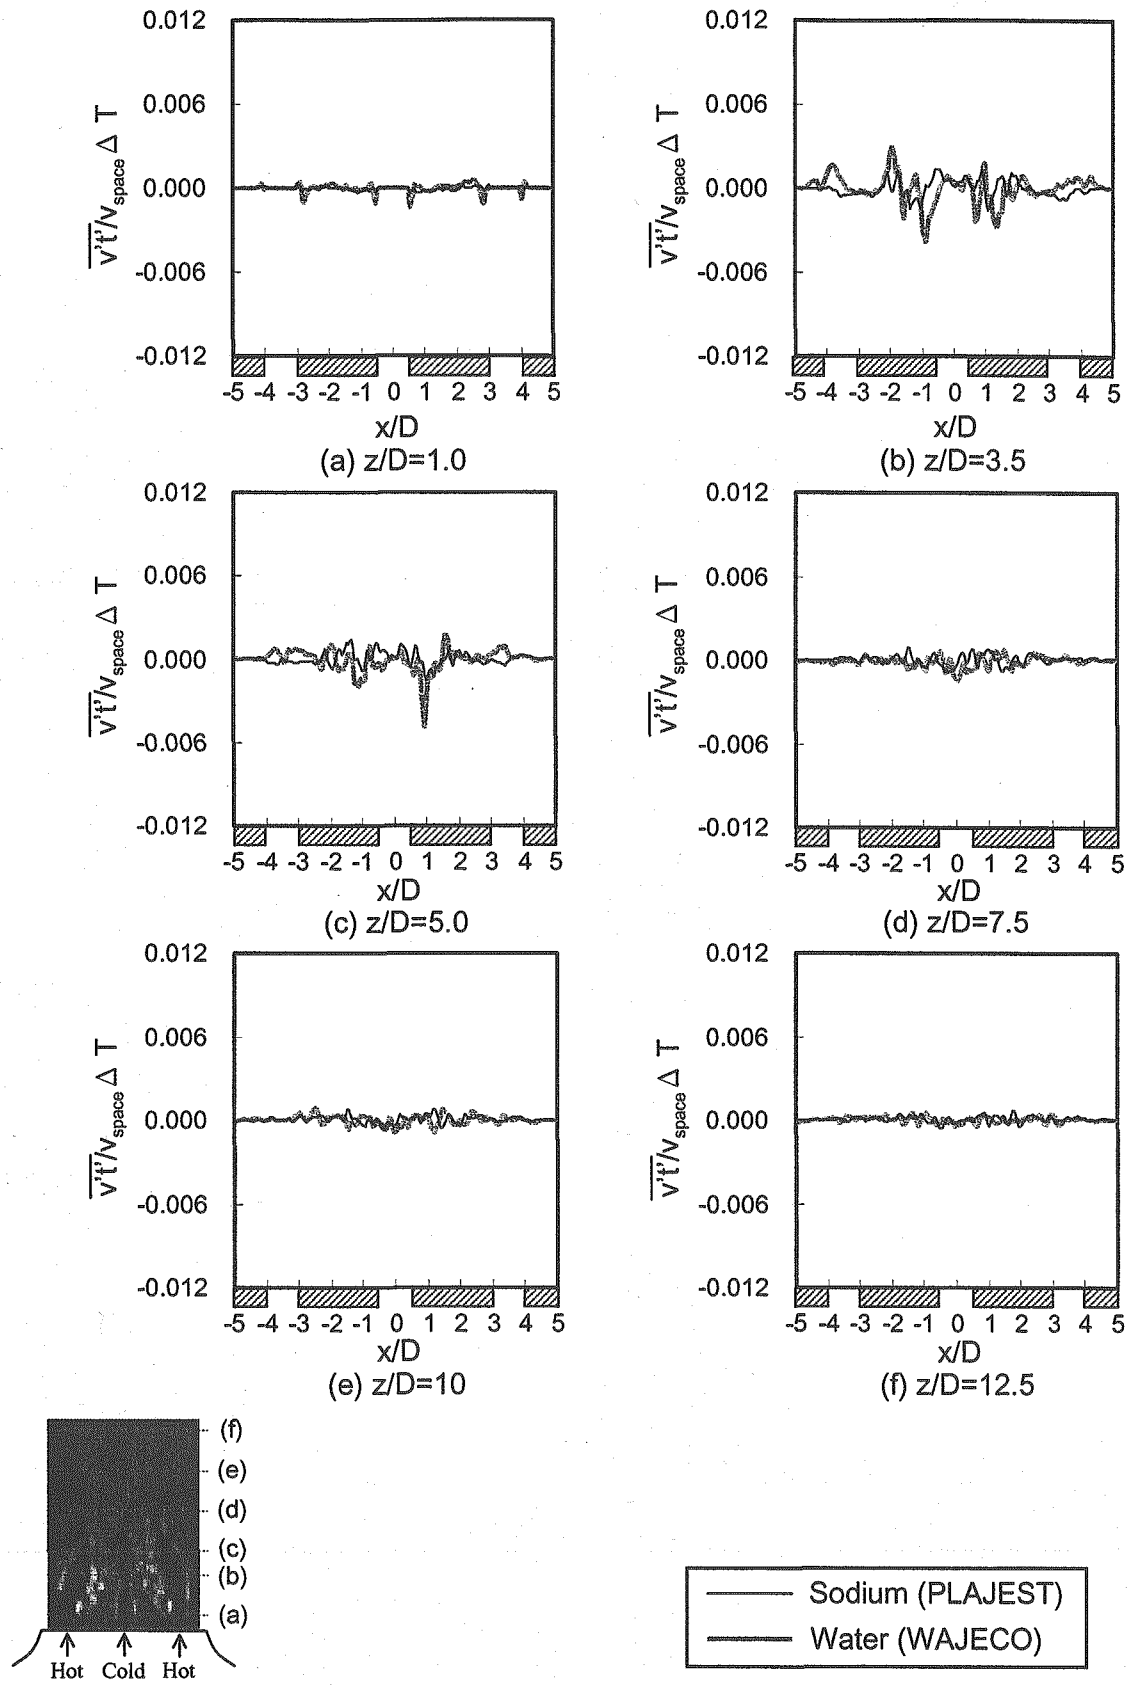 0.012
0.006
0.000
-0.006
-0.012
v't'/v_space Δ T
-5 -4 -3 -2 -1 0 1 2 3 4 5
x/D
(a) z/D=1.0
0.012
0.006
0.000
-0.006
-0.012
v't'/v_space Δ T
-5 -4 -3 -2 -1 0 1 2 3 4 5
x/D
(b) z/D=3.5
0.012
0.006
0.000
-0.006
-0.012
v't'/v_space Δ T
-5 -4 -3 -2 -1 0 1 2 3 4 5
x/D
(c) z/D=5.0
0.012
0.006
0.000
-0.006
-0.012
v't'/v_space Δ T
-5 -4 -3 -2 -1 0 1 2 3 4 5
x/D
(d) z/D=7.5
0.012
0.006
0.000
-0.006
-0.012
v't'/v_space Δ T
-5 -4 -3 -2 -1 0 1 2 3 4 5
x/D
(e) z/D=10
0.012
0.006
0.000
-0.006
-0.012
v't'/v_space Δ T
-5 -4 -3 -2 -1 0 1 2 3 4 5
x/D
(f) z/D=12.5
(f)
(e)
(d)
(c)
(b)
(a)
Hot Cold Hot
Sodium (PLAJEST)
Water (WAJECO)